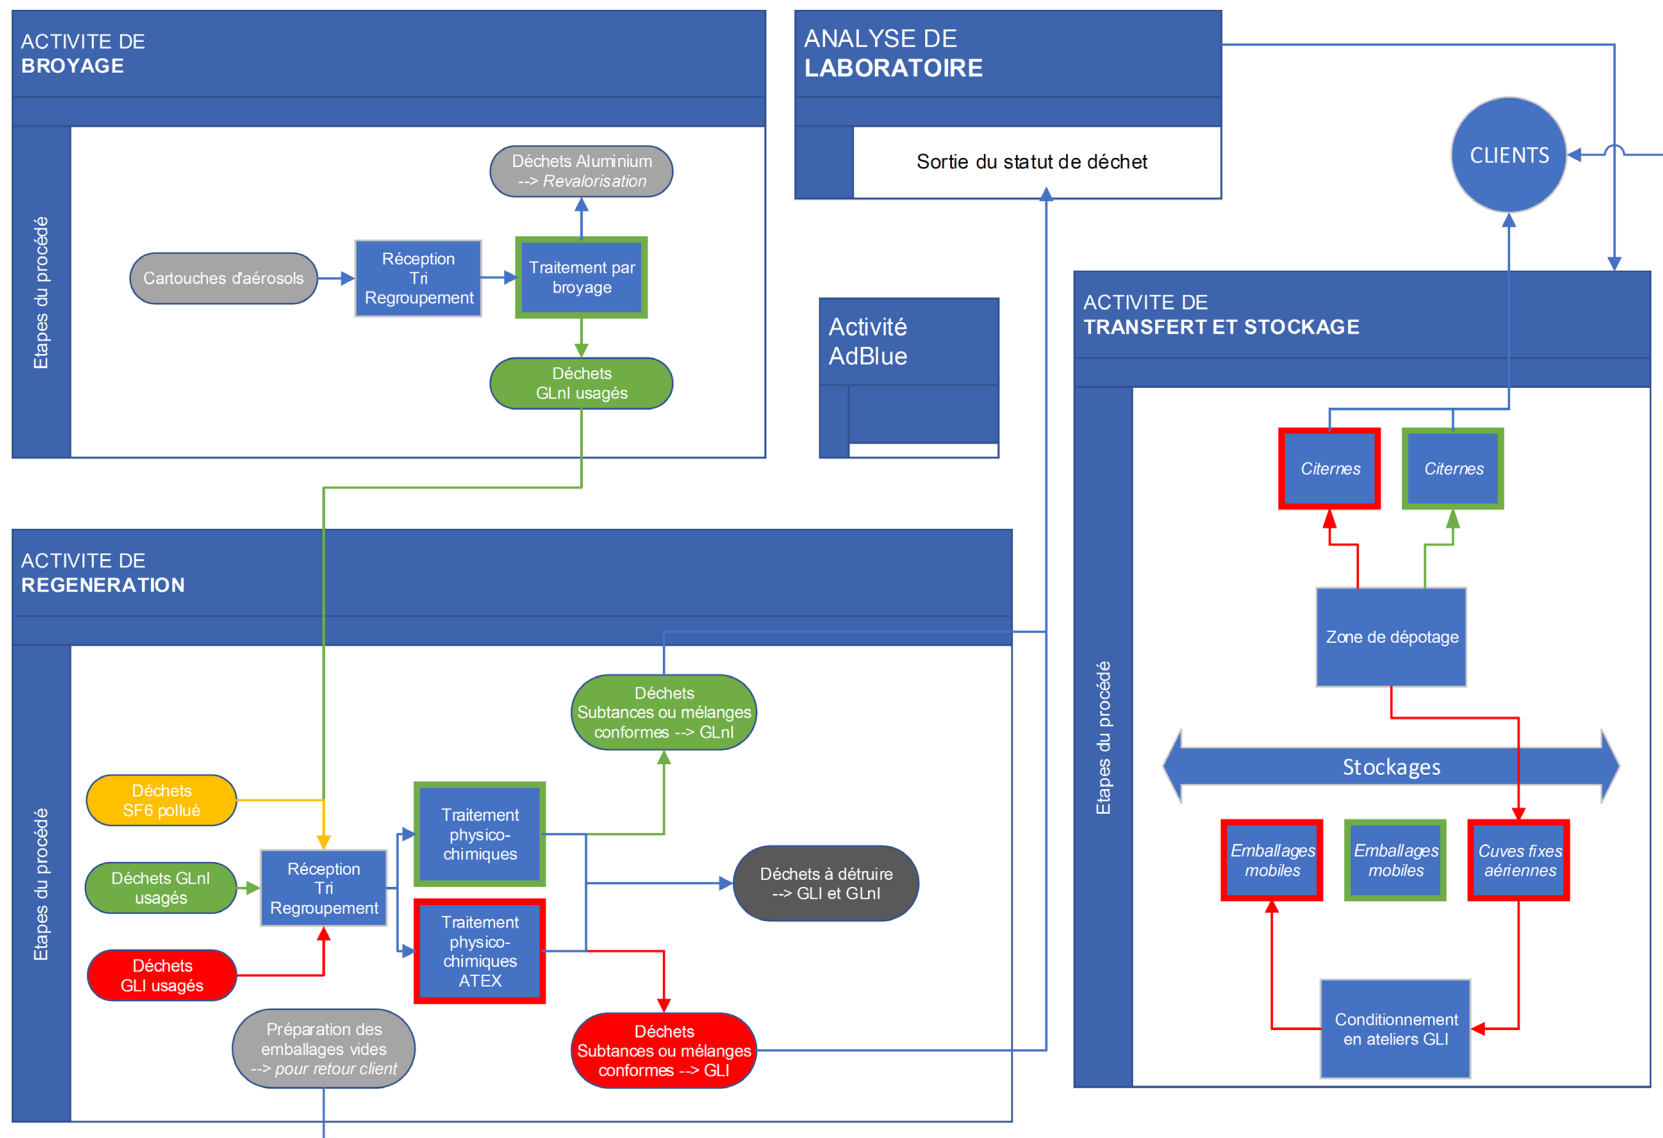 ACTIVITE DE
BROYAGE
Etapes du procédé
Déchets Aluminium
--> Revalorisation
Cartouches d'aérosols
Réception
Tri
Regroupement
Traitement par
broyage
Déchets
GLnI usagés
ANALYSE DE
LABORATOIRE
Sortie du statut de déchet
CLIENTS
Activité
AdBlue
ACTIVITE DE
REGENERATION
Etapes du procédé
Déchets
SF6 pollué
Déchets GLnI
usagés
Déchets
GLI usagés
Réception
Tri
Regroupement
Traitement
physico-
chimiques
Traitement
physico-
chimiques
ATEX
Déchets
Subtances ou mélanges
conformes --> GLnI
Déchets à détruire
--> GLI et GLnI
Déchets
Subtances ou mélanges
conformes --> GLI
Préparation des
emballages vides
--> pour retour client
ACTIVITE DE
TRANSFERT ET STOCKAGE
Etapes du procédé
Citernes
Citernes
Zone de dépotage
Stockages
Emballages
mobiles
Emballages
mobiles
Cuves fixes
aériennes
Conditionnement
en ateliers GLI